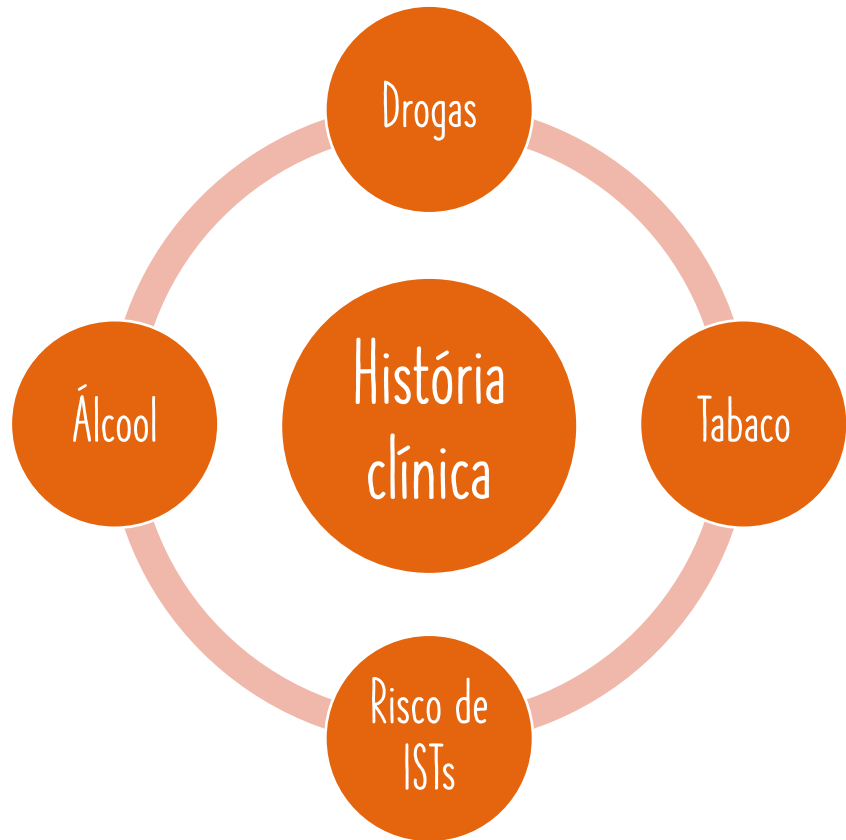 Drogas
História
clínica
Álcool
Tabaco
Risco de
ISTs